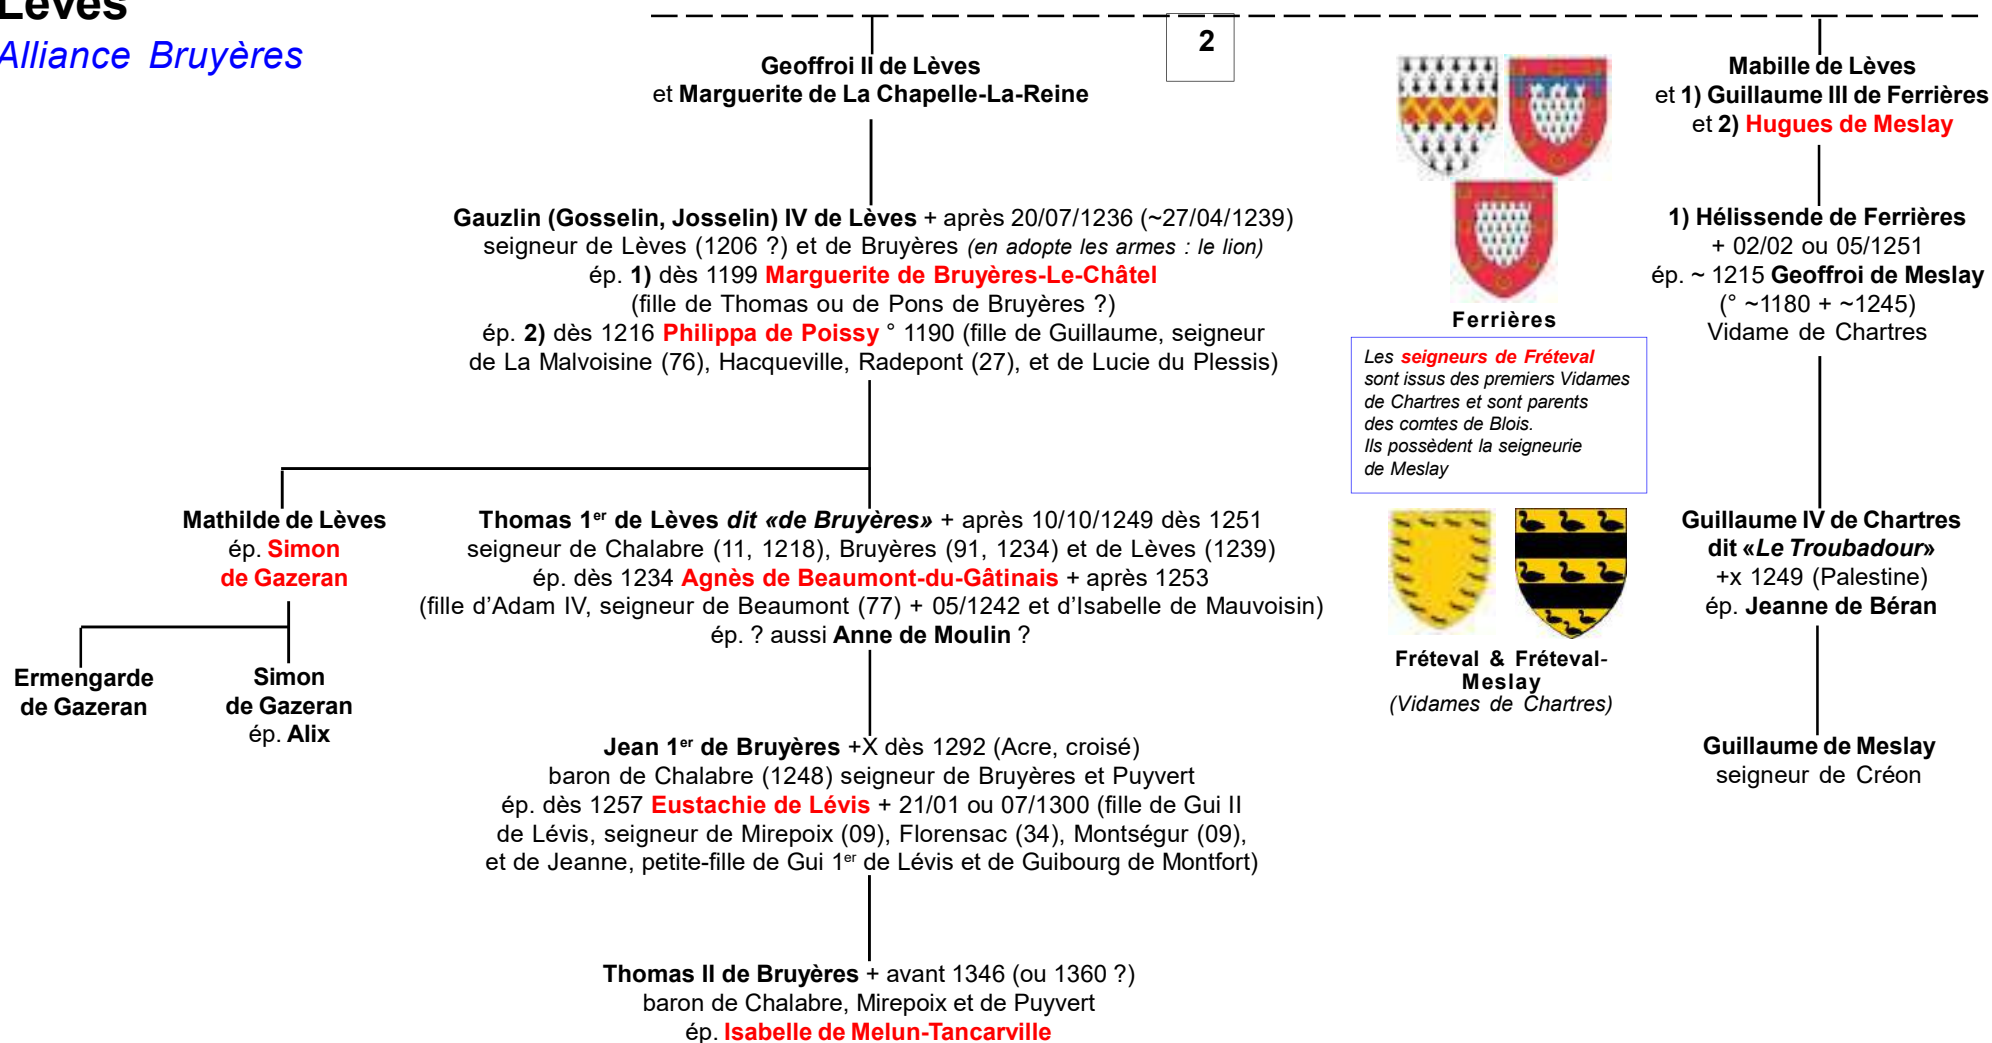 Lèves
Alliance Bruyères
2
Geoffroi II de Lèves
et Marguerite de La Chapelle-La-Reine
Gauzlin (Gosselin, Josselin) IV de Lèves + après 20/07/1236 (~27/04/1239)
seigneur de Lèves (1206 ?) et de Bruyères (en adopte les armes : le lion)
ép. 1) dès 1199 Marguerite de Bruyères-Le-Châtel
(fille de Thomas ou de Pons de Bruyères ?)
ép. 2) dès 1216 Philippa de Poissy ° 1190 (fille de Guillaume, seigneur
de La Malvoisine (76), Hacqueville, Radepont (27), et de Lucie du Plessis)
Mathilde de Lèves
ép. Simon
de Gazeran
Ermengarde
de Gazeran
Simon
de Gazeran
ép. Alix
Thomas 1er de Lèves dit «de Bruyères» + après 10/10/1249 dès 1251
seigneur de Chalabre (11, 1218), Bruyères (91, 1234) et de Lèves (1239)
ép. dès 1234 Agnès de Beaumont-du-Gâtinais + après 1253
(fille d’Adam IV, seigneur de Beaumont (77) + 05/1242 et d’Isabelle de Mauvoisin)
ép. ? aussi Anne de Moulin ?
Jean 1er de Bruyères +X dès 1292 (Acre, croisé)
baron de Chalabre (1248) seigneur de Bruyères et Puyvert
ép. dès 1257 Eustachie de Lévis + 21/01 ou 07/1300 (fille de Gui II
de Lévis, seigneur de Mirepoix (09), Florensac (34), Montségur (09),
et de Jeanne, petite-fille de Gui 1er de Lévis et de Guibourg de Montfort)
Thomas II de Bruyères + avant 1346 (ou 1360 ?)
baron de Chalabre, Mirepoix et de Puyvert
ép. Isabelle de Melun-Tancarville
Ferrières
Les seigneurs de Fréteval
sont issus des premiers Vidames
de Chartres et sont parents
des comtes de Blois.
Ils possèdent la seigneurie
de Meslay
Fréteval & Fréteval-
Meslay
(Vidames de Chartres)
Mabille de Lèves
et 1) Guillaume III de Ferrières
et 2) Hugues de Meslay
1) Hélissende de Ferrières
+ 02/02 ou 05/1251
ép. ~ 1215 Geoffroi de Meslay
(° ~1180 + ~1245)
Vidame de Chartres
Guillaume IV de Chartres
dit «Le Troubadour»
+x 1249 (Palestine)
ép. Jeanne de Béran
Guillaume de Meslay
seigneur de Créon